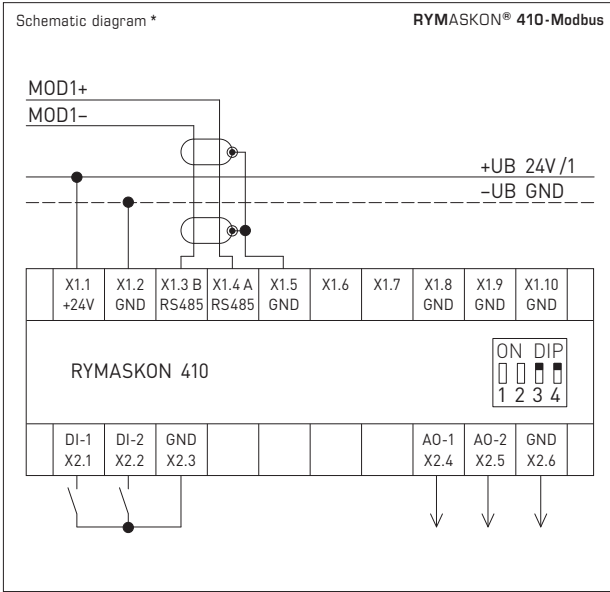 Schematic diagram *
RYMASKON® 410-Modbus
MOD1+
MOD1–
+UB 24V/1
–UB GND
X1.1 X1.2 X1.3 B X1.4 A X1.5 X1.6 X1.7 X1.8 X1.9 X1.10
+24V GND RS485 RS485 GND GND GND GND
RYMASKON 410
ON DIP
1 2 3 4
DI-1 DI-2 GND AO-1 AO-2 GND
X2.1 X2.2 X2.3 X2.4 X2.5 X2.6